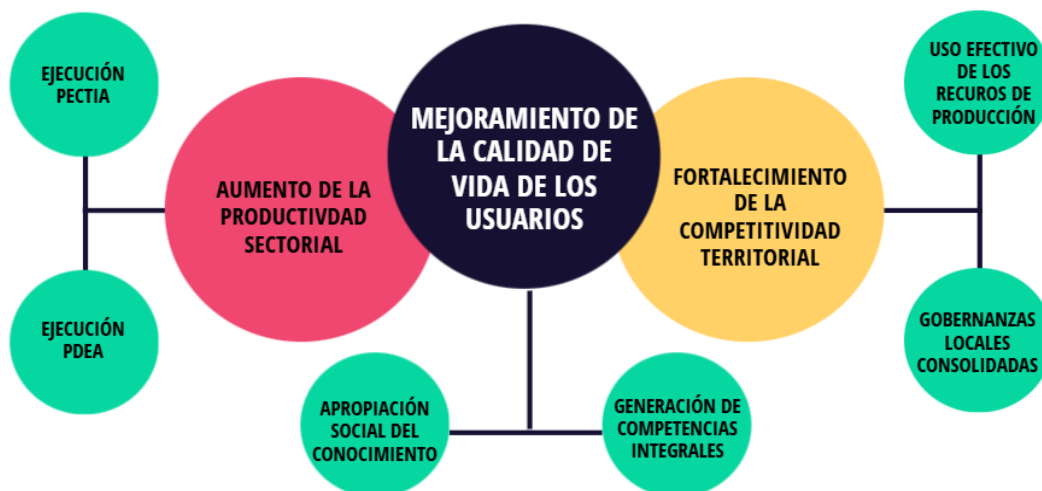 EJECUCIÓN
PECTIA
AUMENTO DE LA
PRODUCTIVDAD
SECTORIAL
EJECUCIÓN
PDEA
MEJORAMIENTO DE
LA CALIDAD DE
VIDA DE LOS
USUARIOS
APROPIACIÓN
SOCIAL DEL
CONOCIMIENTO
GENERACIÓN DE
COMPETENCIAS
INTEGRALES
FORTALECIMIENTO
DE LA
COMPETITIVIDAD
TERRITORIAL
USO EFECTIVO
DE LOS
RECUROS DE
PRODUCCIÓN
GOBERNANZAS
LOCALES
CONSOLIDADAS